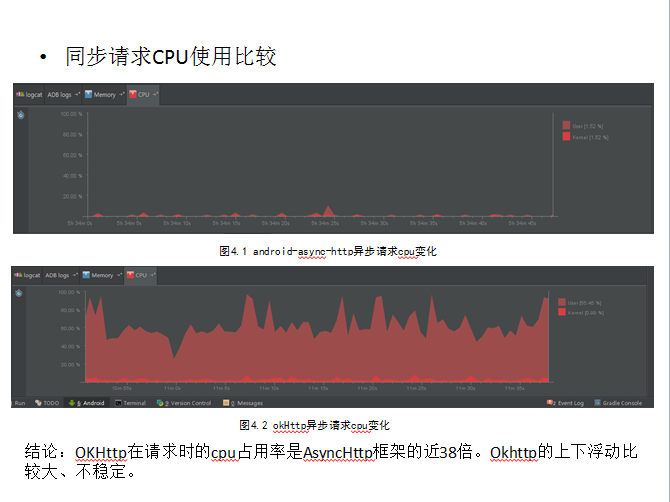 • 同步请求CPU使用比较
logcat ADB logs Memory CPU
100.00 %
80.00 %
60.00 %
40.00 %
20.00 %
User [1.52 %]
Kernel [1.52 %]
5h 34m 0s 5h 34m 5s 5h 34m 10s 5h 34m 15s 5h 34m 20s 5h 34m 25s 5h 34m 30s 5h 34m 35s 5h 34m 40s 5h 34m 45s
图4.1 android-async-http异步请求cpu变化
logcat ADB logs Memory CPU
100.00 %
80.00 %
60.00 %
40.00 %
20.00 %
10m 55s 11m 0s 11m 5s 11m 10s 11m 15s 11m 20s 11m 25s 11m 30s 11m 35s
Run TODO 6: Android Terminal 9: Version Control 0: Messages Event Log Gradle Console
图4.2 okHttp异步请求cpu变化
结论：OKHttp在请求时的cpu占用率是AsyncHttp框架的近38倍。Okhttp的上下浮动比
较大、不稳定。